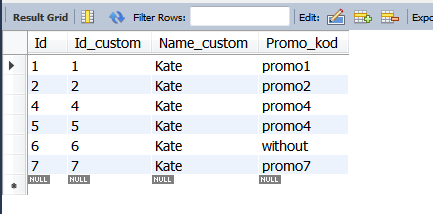 Result Grid Filter Rows: Edit: Expo
Id Id_custom Name_custom Promo_kod
1 1 Kate promo1
2 2 Kate promo2
4 4 Kate promo4
5 5 Kate promo4
6 6 Kate without
7 7 Kate promo7
NULL NULL NULL NULL